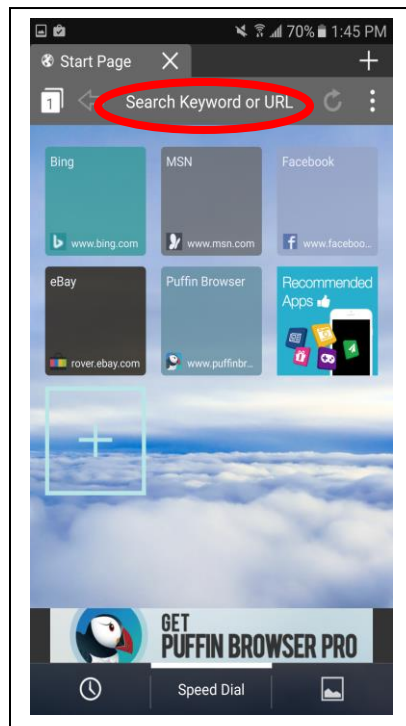 70% 1:45 PM
Start Page
1
Search Keyword or URL
Bing
MSN
Facebook
www.bing.com
www.msn.com
www.faceboo..
eBay
Puffin Browser
Recommended
Apps
rover.ebay.com
www.puffinbr...
GET
PUFFIN BROWSER PRO
Speed Dial